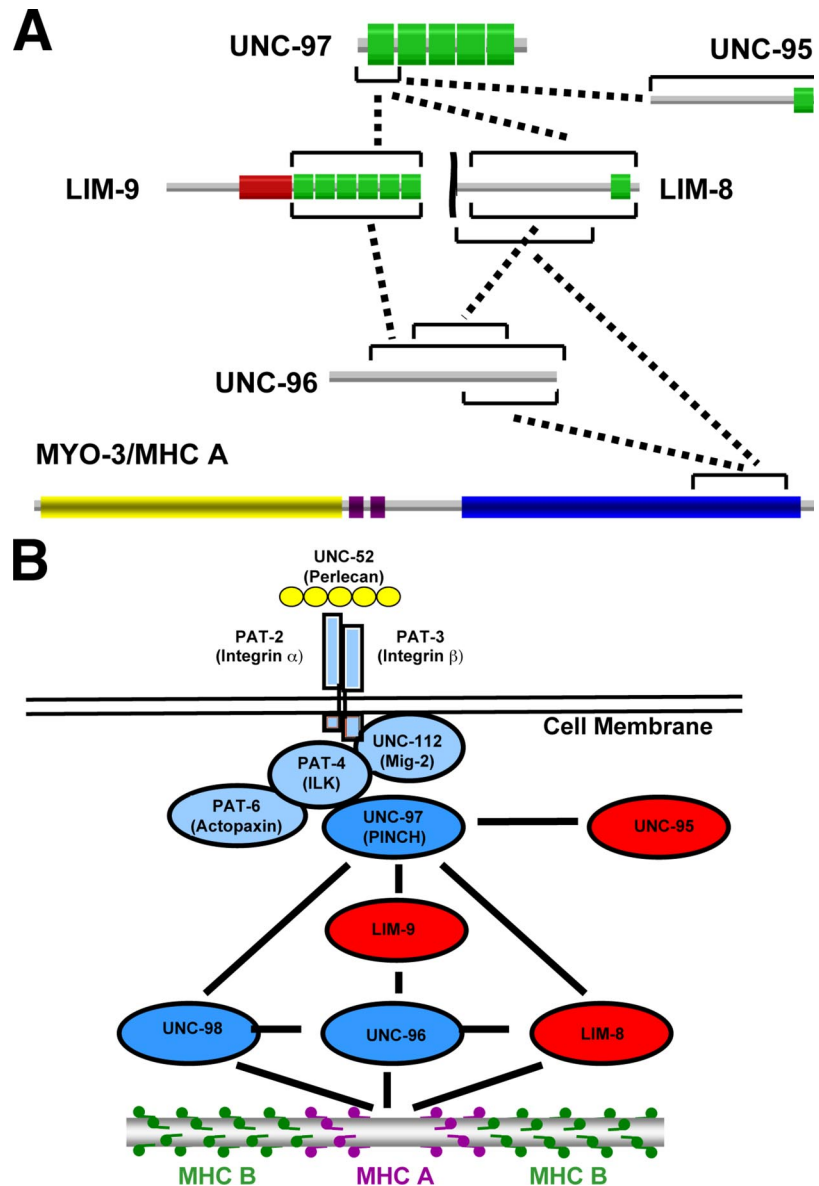 A
UNC-97
UNC-95
LIM-9
LIM-8
UNC-96
MYO-3/MHC A
B
UNC-52
(Perlecan)
PAT-2
(Integrin α)
PAT-3
(Integrin β)
Cell Membrane
UNC-112
(Mig-2)
PAT-4
(ILK)
PAT-6
(Actopaxin)
UNC-97
(PINCH)
UNC-95
LIM-9
UNC-98
UNC-96
LIM-8
MHC B
MHC A
MHC B